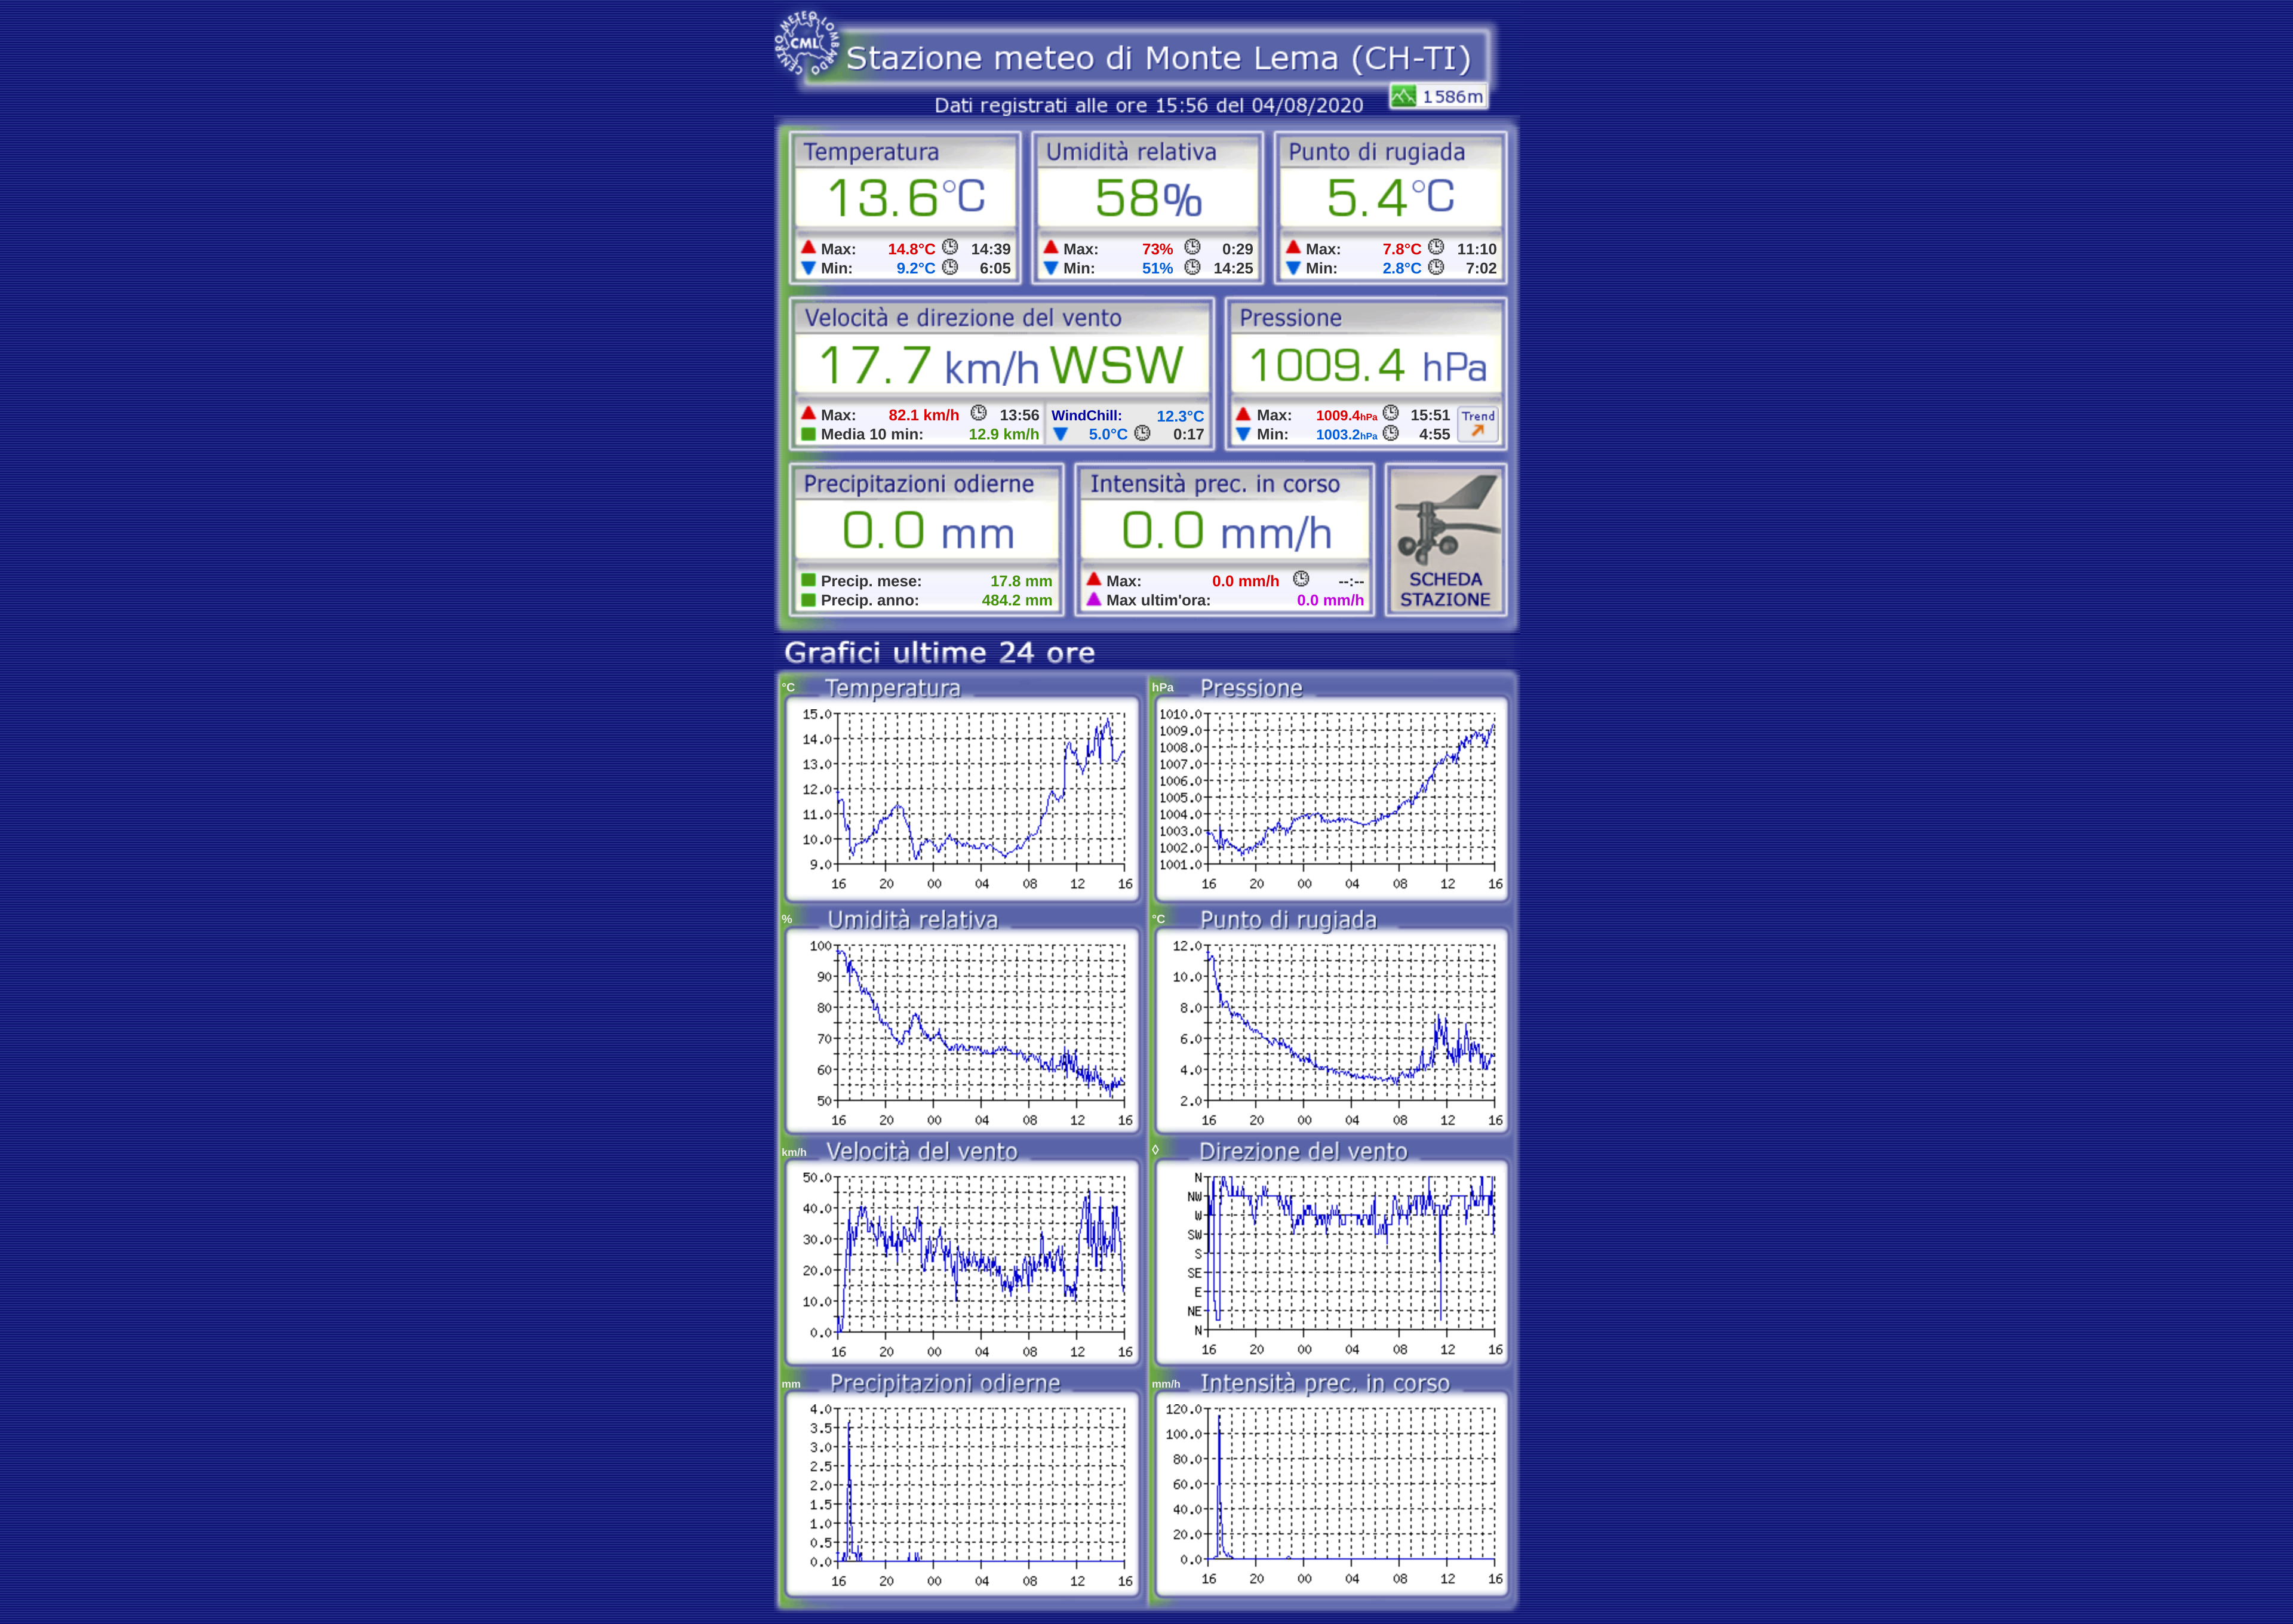 CENTRO METEO LOMBARDO
CML
Stazione meteo di Monte Lema (CH-TI)
Dati registrati alle ore 15:56 del 04/08/2020
1586m
Temperatura
13.6°C
Max: 14.8°C 14:39
Min: 9.2°C 6:05
Umidità relativa
58%
Max: 73% 0:29
Min: 51% 14:25
Punto di rugiada
5.4°C
Max: 7.8°C 11:10
Min: 2.8°C 7:02
Velocità e direzione del vento
17.7 km/h WSW
Max: 82.1 km/h 13:56
Media 10 min: 12.9 km/h
WindChill: 12.3°C
5.0°C 0:17
Pressione
1009.4 hPa
Max: 1009.4hPa 15:51
Min: 1003.2hPa 4:55
Trend
Precipitazioni odierne
0.0 mm
Precip. mese: 17.8 mm
Precip. anno: 484.2 mm
Intensità prec. in corso
0.0 mm/h
Max: 0.0 mm/h --:--
Max ultim'ora: 0.0 mm/h
SCHEDA
STAZIONE
Grafici ultime 24 ore
°C Temperatura
15.0
14.0
13.0
12.0
11.0
10.0
9.0
16 20 00 04 08 12 16
hPa Pressione
1010.0
1009.0
1008.0
1007.0
1006.0
1005.0
1004.0
1003.0
1002.0
1001.0
16 20 00 04 08 12 16
% Umidità relativa
100
90
80
70
60
50
16 20 00 04 08 12 16
°C Punto di rugiada
12.0
10.0
8.0
6.0
4.0
2.0
16 20 00 04 08 12 16
km/h Velocità del vento
50.0
40.0
30.0
20.0
10.0
0.0
16 20 00 04 08 12 16
◊ Direzione del vento
N
NW
W
SW
S
SE
E
NE
N
16 20 00 04 08 12 16
mm Precipitazioni odierne
4.0
3.5
3.0
2.5
2.0
1.5
1.0
0.5
0.0
16 20 00 04 08 12 16
mm/h Intensità prec. in corso
120.0
100.0
80.0
60.0
40.0
20.0
0.0
16 20 00 04 08 12 16